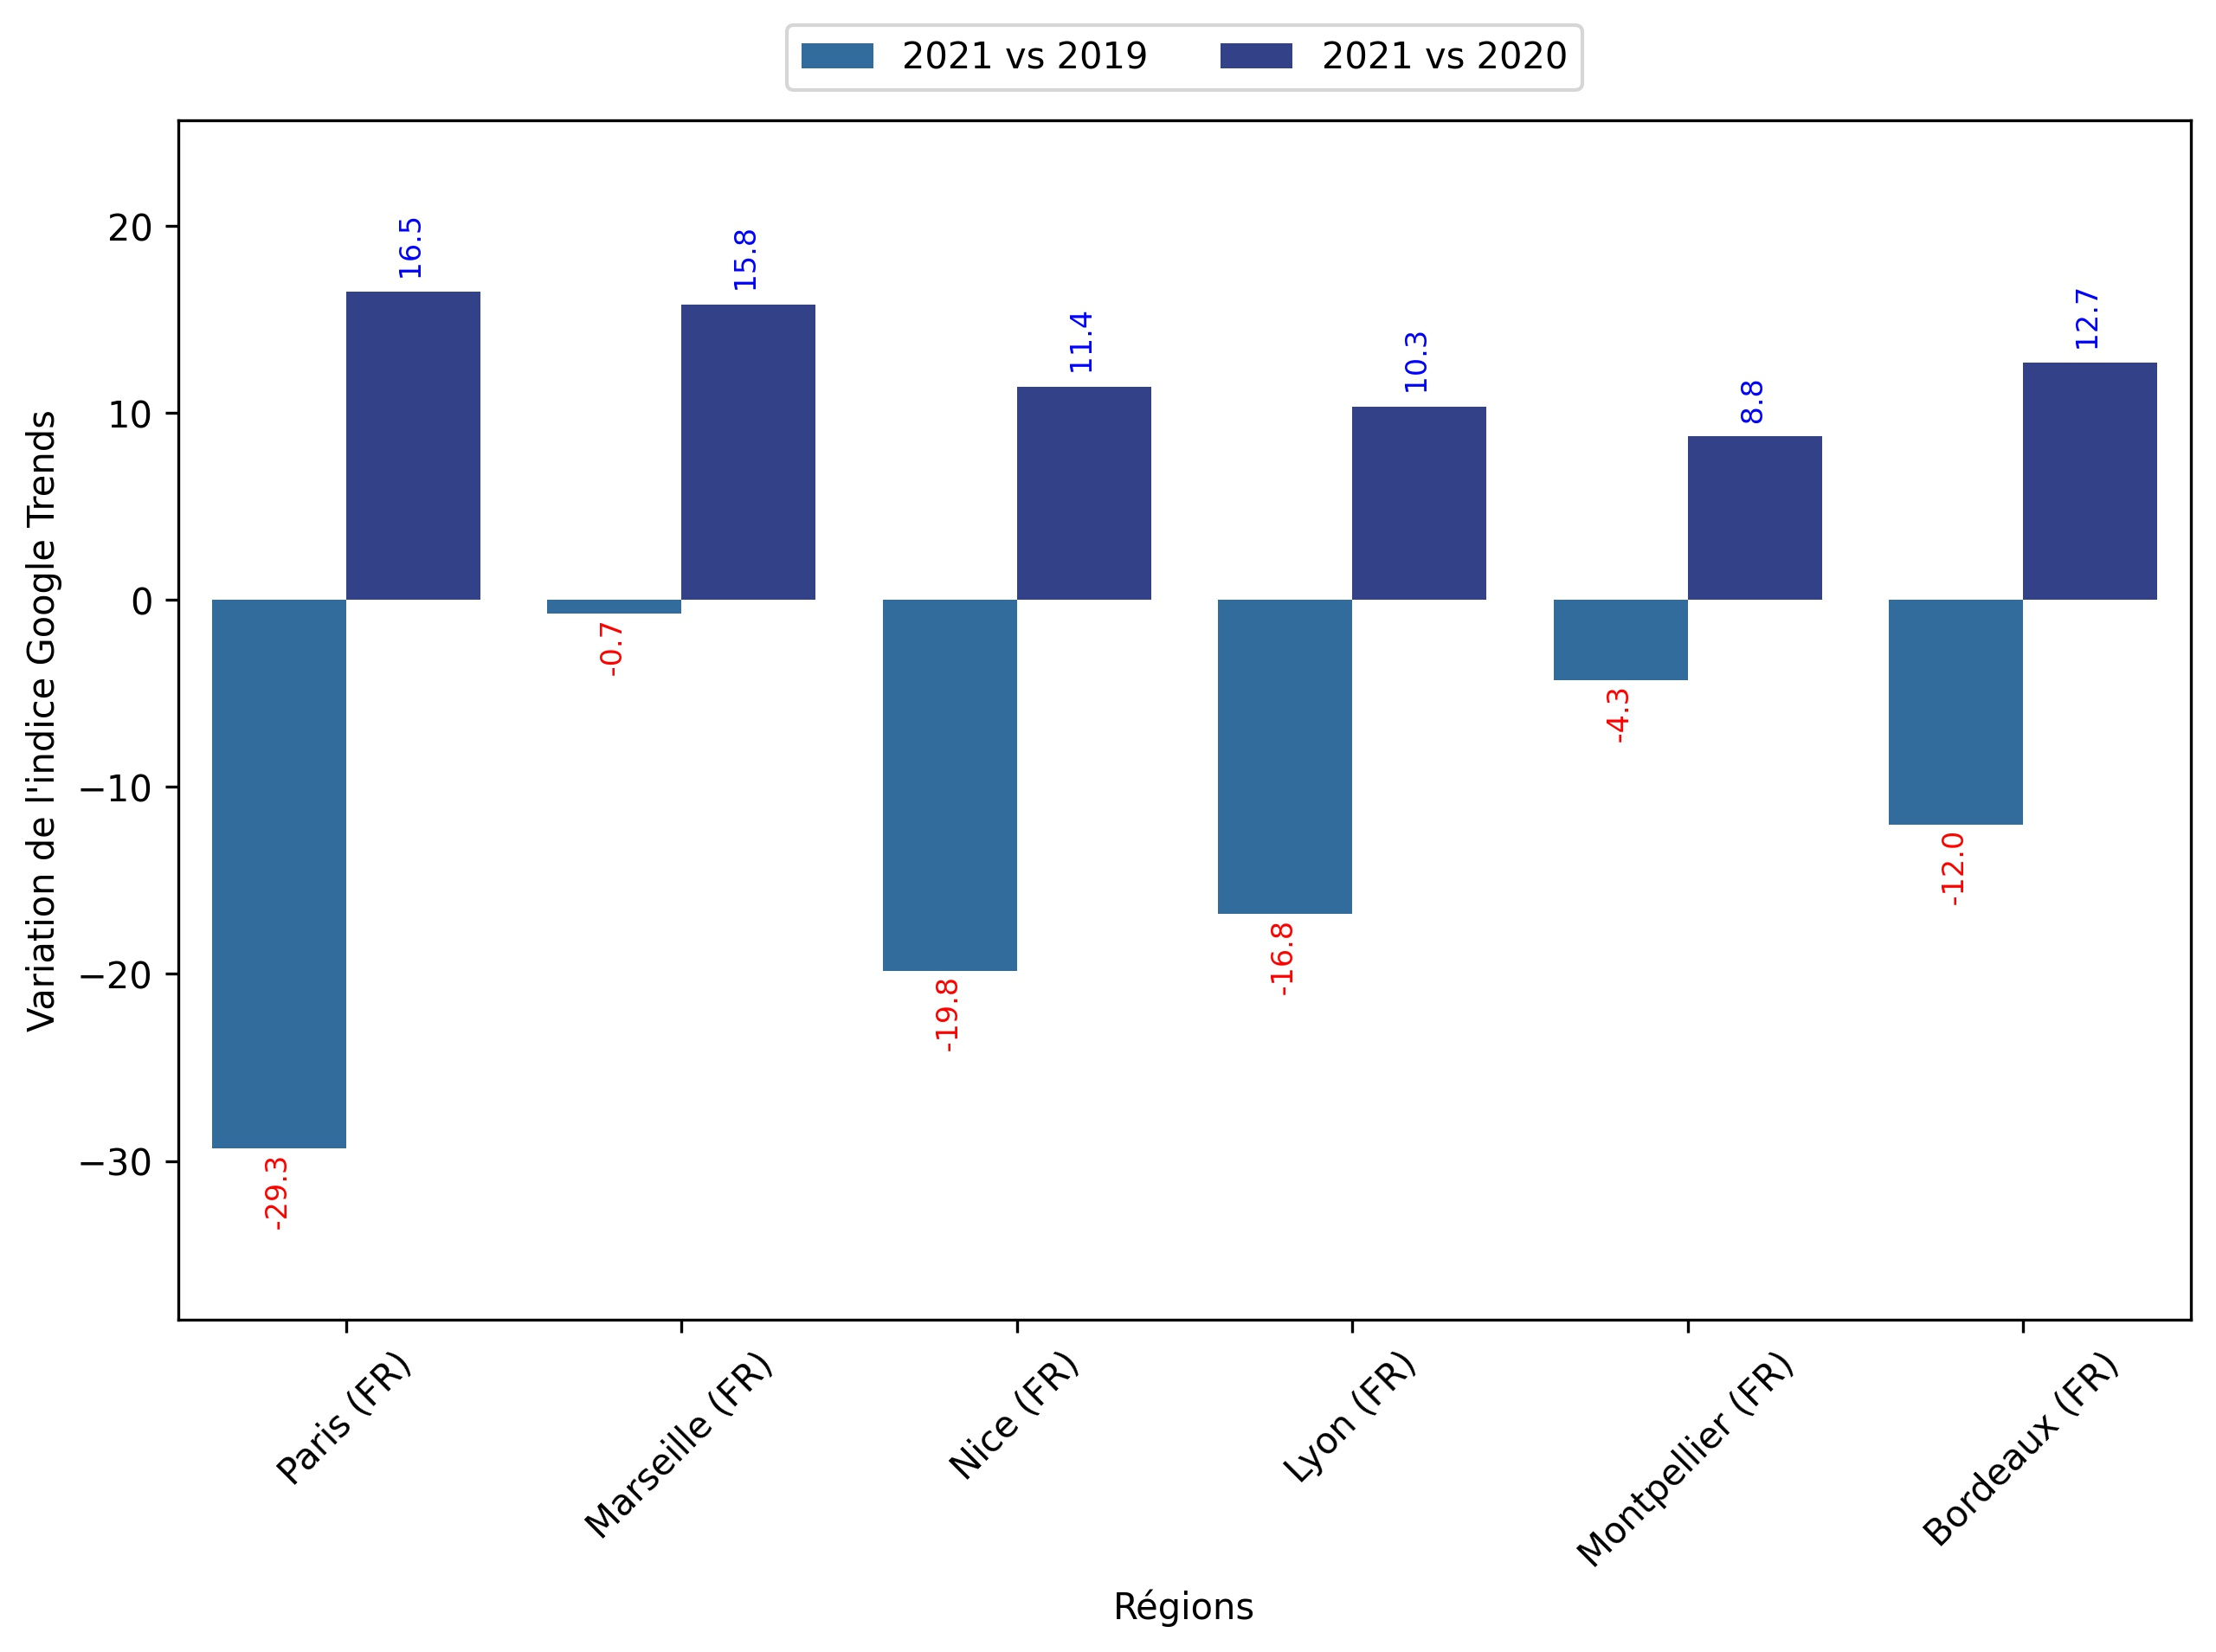 2021 vs 2019
2021 vs 2020
Variation de l'indice Google Trends
20
10
0
−10
−20
−30
16.5
15.8
11.4
10.3
8.8
12.7
-29.3
-0.7
-19.8
-16.8
-4.3
-12.0
Paris (FR)
Marseille (FR)
Nice (FR)
Lyon (FR)
Montpellier (FR)
Bordeaux (FR)
Régions